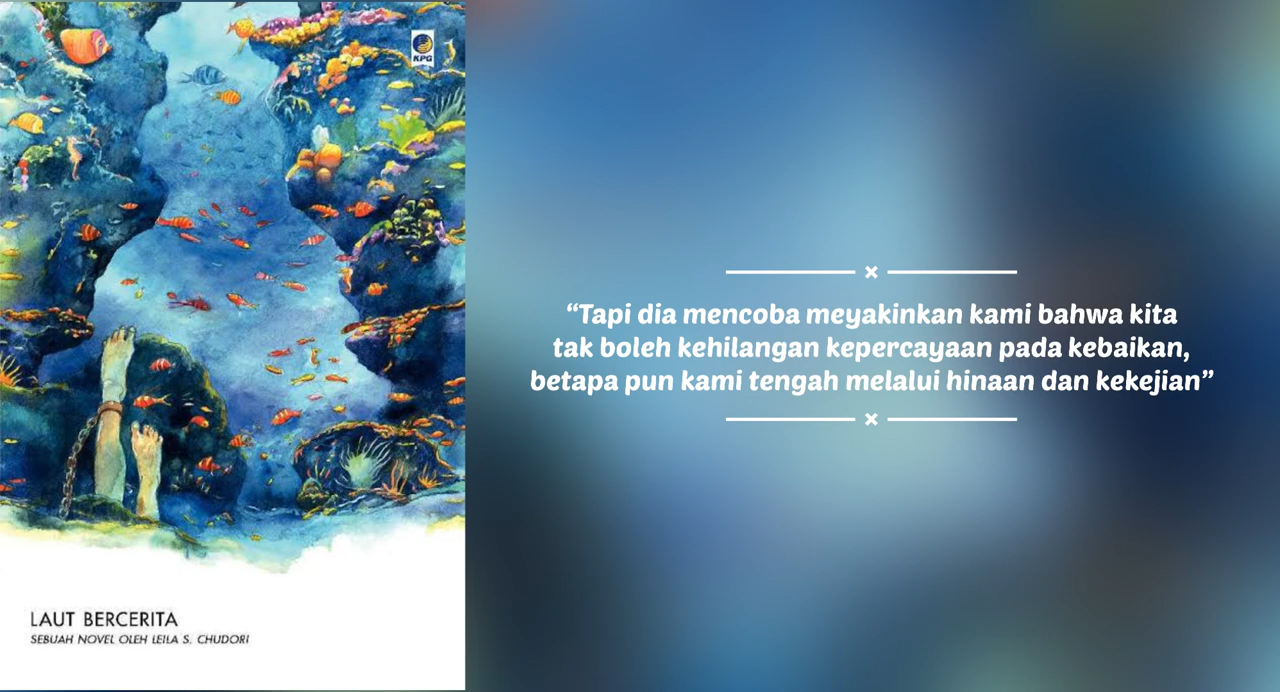 KPG
LAUT BERCERITA
SEBUAH NOVEL OLEH LEILA S. CHUDORI
“Tapi dia mencoba meyakinkan kami bahwa kita
tak boleh kehilangan kepercayaan pada kebaikan,
betapa pun kami tengah melalui hinaan dan kekejian”